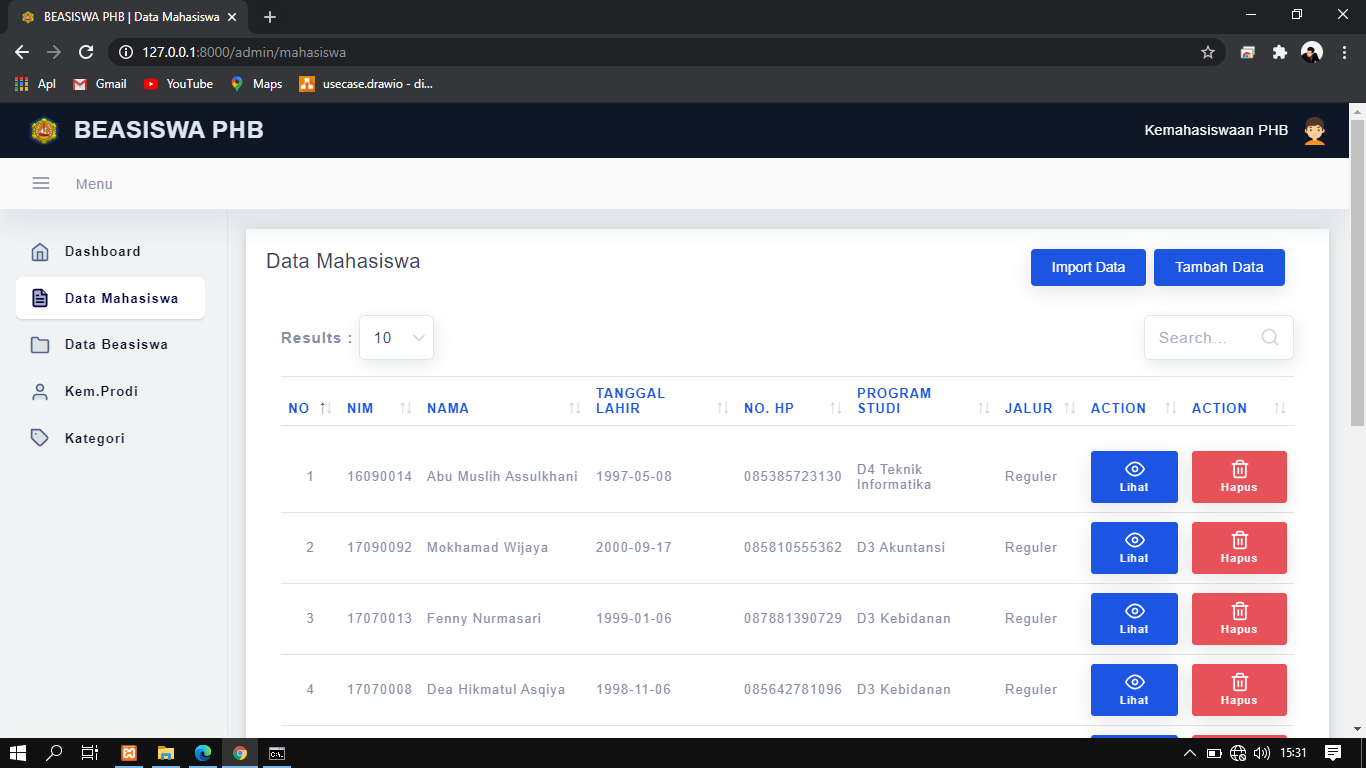 BEASISWA PHB | Data Mahasiswa
127.0.0.1:8000/admin/mahasiswa
Apl Gmail YouTube Maps usecase.drawio - di...
BEASISWA PHB
Kemahasiswaan PHB
Menu
Dashboard
Data Mahasiswa
Data Beasiswa
Kem.Prodi
Kategori
Data Mahasiswa
Import Data Tambah Data
Results : 10
Search...
NO NIM NAMA TANGGAL LAHIR NO. HP PROGRAM STUDI JALUR ACTION ACTION
1 16090014 Abu Muslih Assulkhani 1997-05-08 085385723130 D4 Teknik Informatika Reguler Lihat Hapus
2 17090092 Mokhamad Wijaya 2000-09-17 085810555362 D3 Akuntansi Reguler Lihat Hapus
3 17070013 Fenny Nurmasari 1999-01-06 087881390729 D3 Kebidanan Reguler Lihat Hapus
4 17070008 Dea Hikmatul Asqiya 1998-11-06 085642781096 D3 Kebidanan Reguler Lihat Hapus
15:31